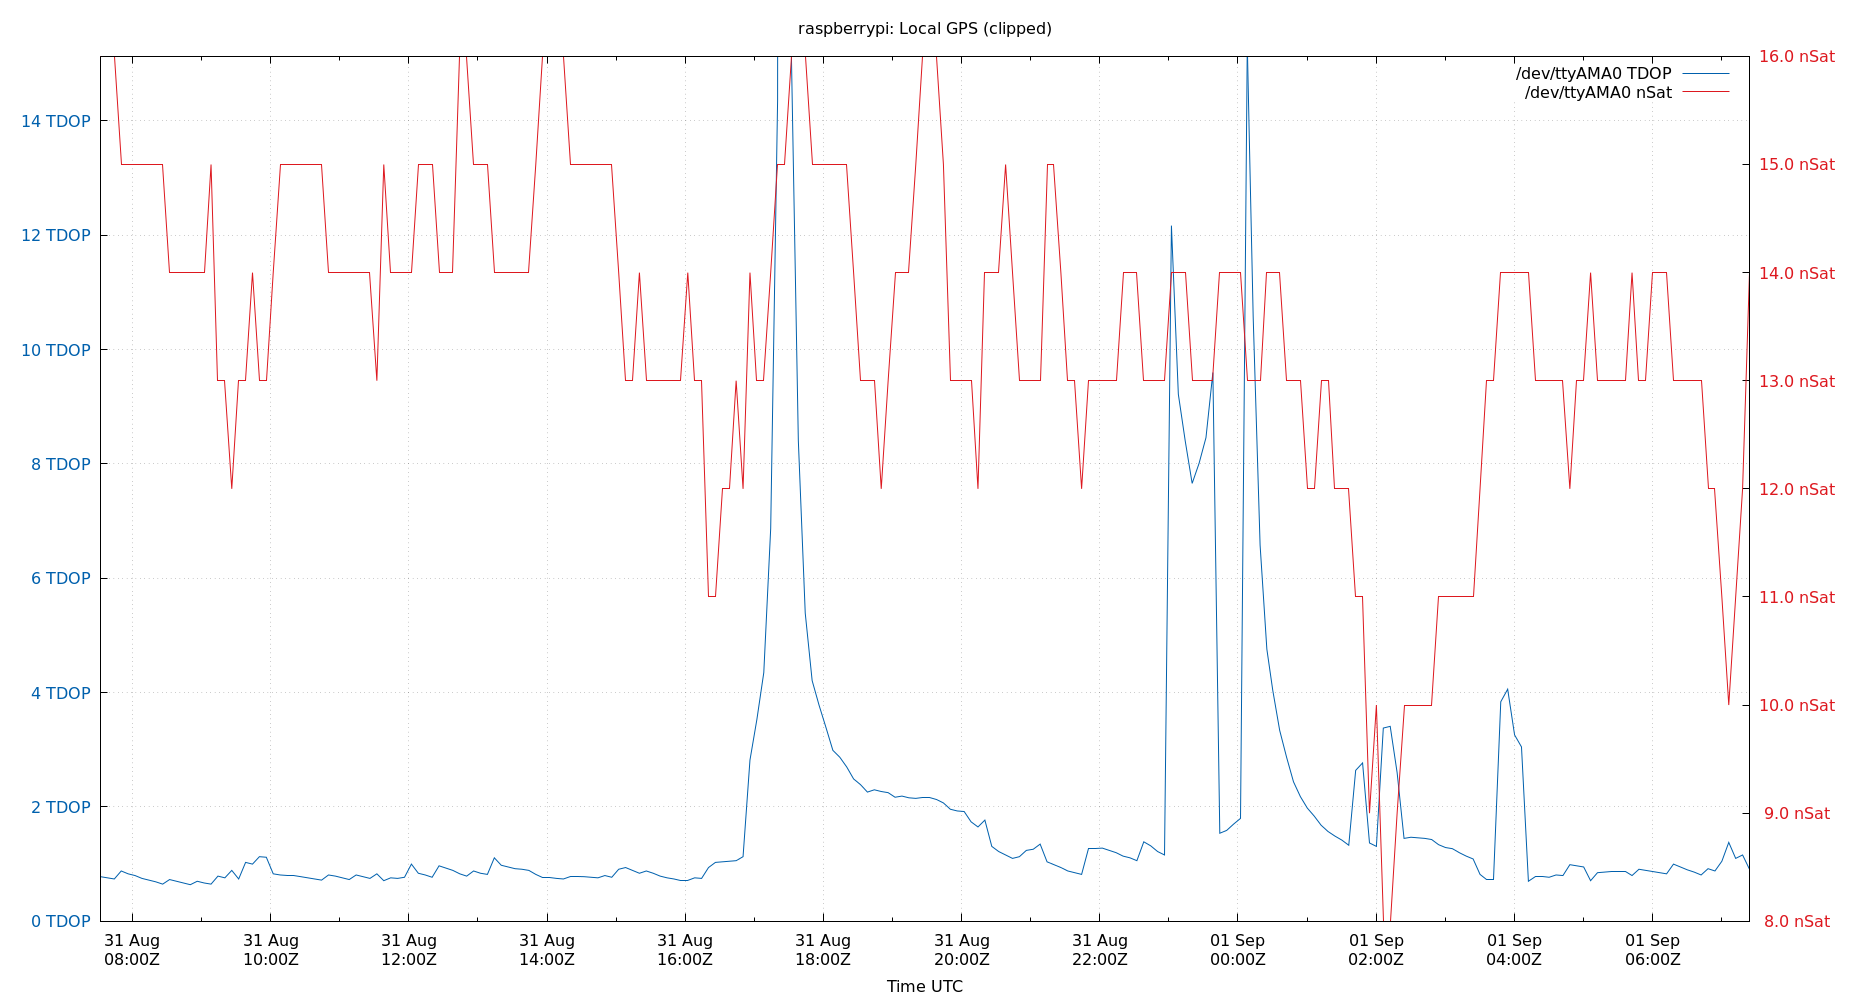 raspberrypi: Local GPS (clipped)
/dev/ttyAMA0 TDOP
/dev/ttyAMA0 nSat
14 TDOP
12 TDOP
10 TDOP
8 TDOP
6 TDOP
4 TDOP
2 TDOP
0 TDOP
16.0 nSat
15.0 nSat
14.0 nSat
13.0 nSat
12.0 nSat
11.0 nSat
10.0 nSat
9.0 nSat
8.0 nSat
31 Aug 31 Aug 31 Aug 31 Aug 31 Aug 31 Aug 31 Aug 31 Aug 01 Sep 01 Sep 01 Sep 01 Sep
08:00Z 10:00Z 12:00Z 14:00Z 16:00Z 18:00Z 20:00Z 22:00Z 00:00Z 02:00Z 04:00Z 06:00Z
Time UTC